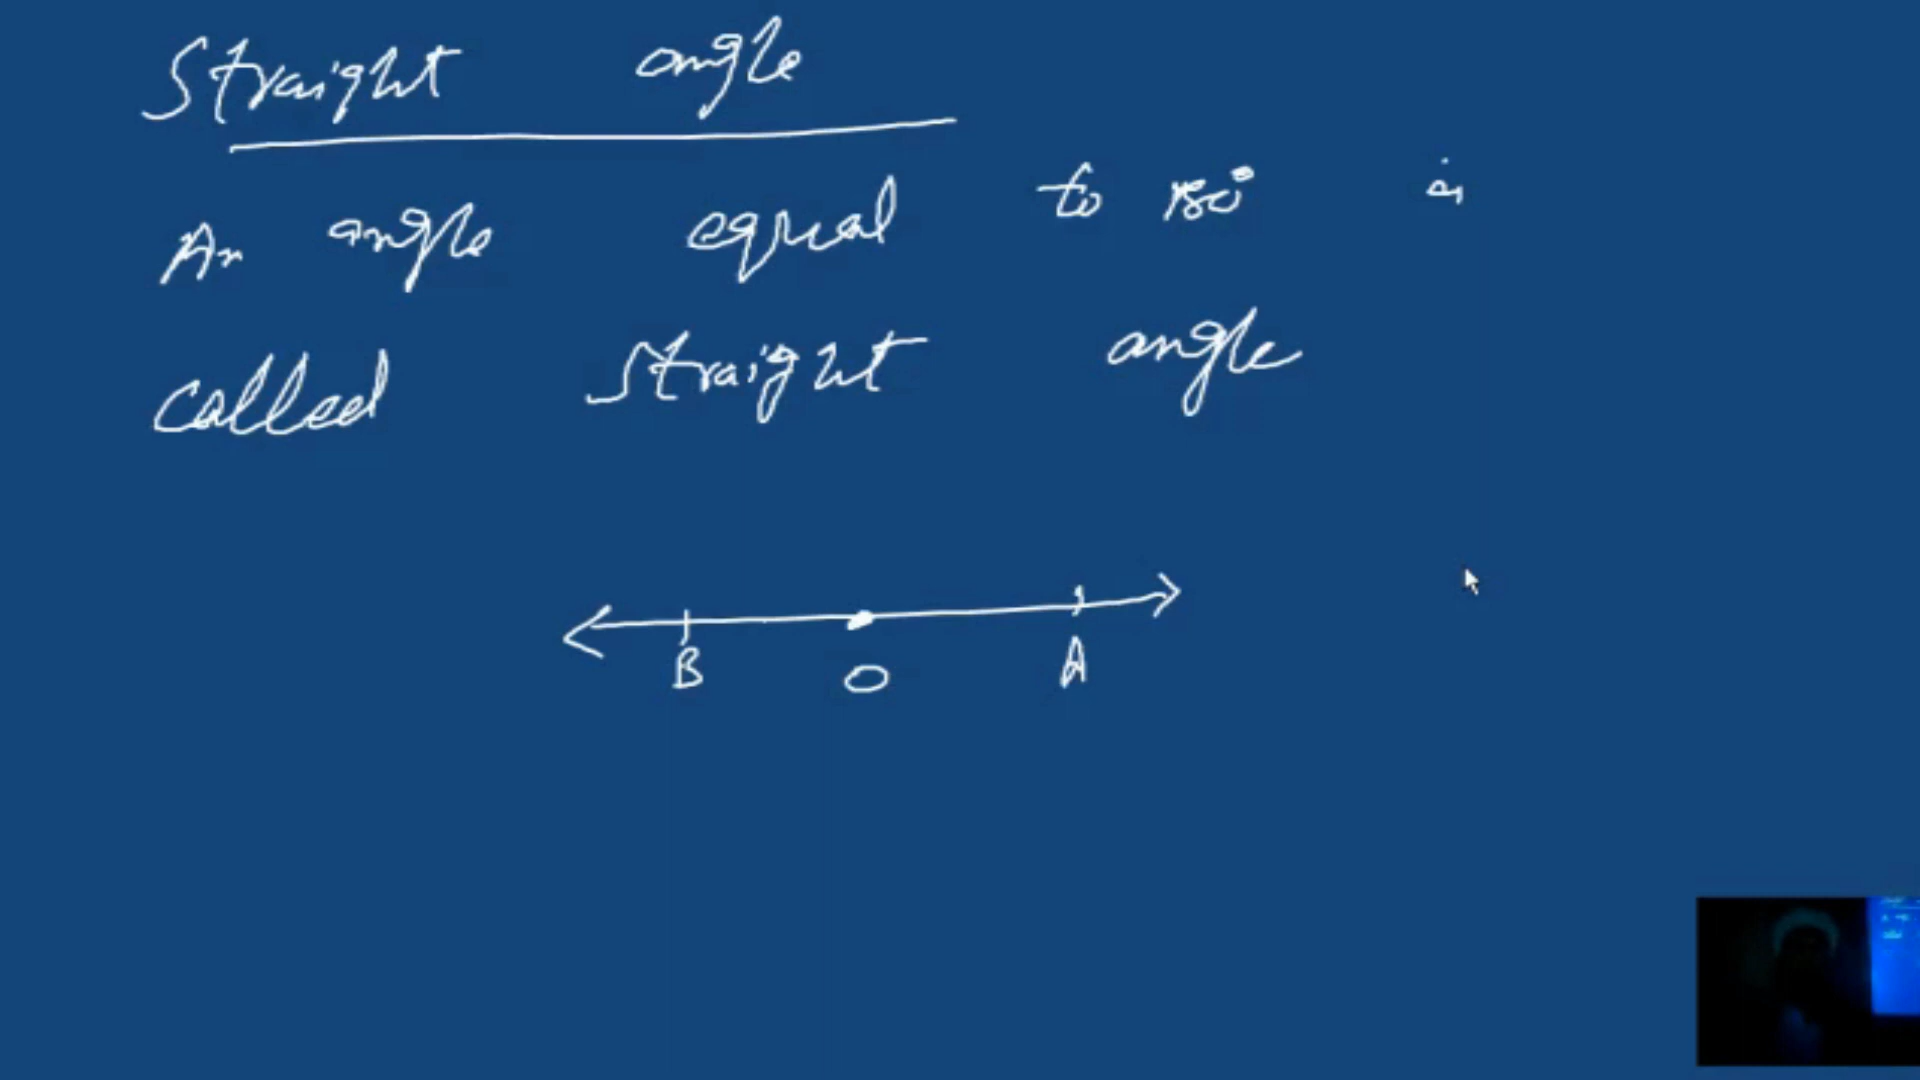 Straight angle
An angle equal to 180° is
called straight angle
B O A